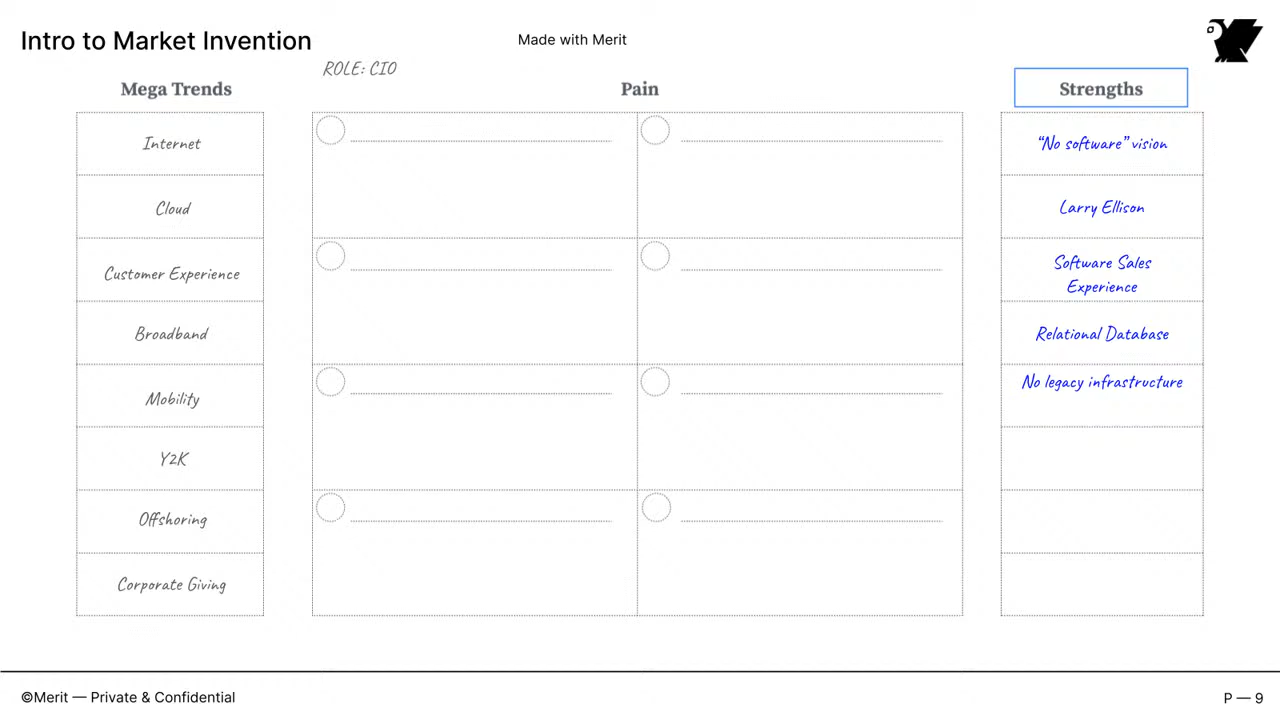 Intro to Market Invention
Made with Merit
ROLE: CIO
Mega Trends
Pain
Strengths
Internet
Cloud
Customer Experience
Broadband
Mobility
Y2K
Offshoring
Corporate Giving
“No software” vision
Larry Ellison
Software Sales
Experience
Relational Database
No legacy infrastructure
©Merit — Private & Confidential
P — 9